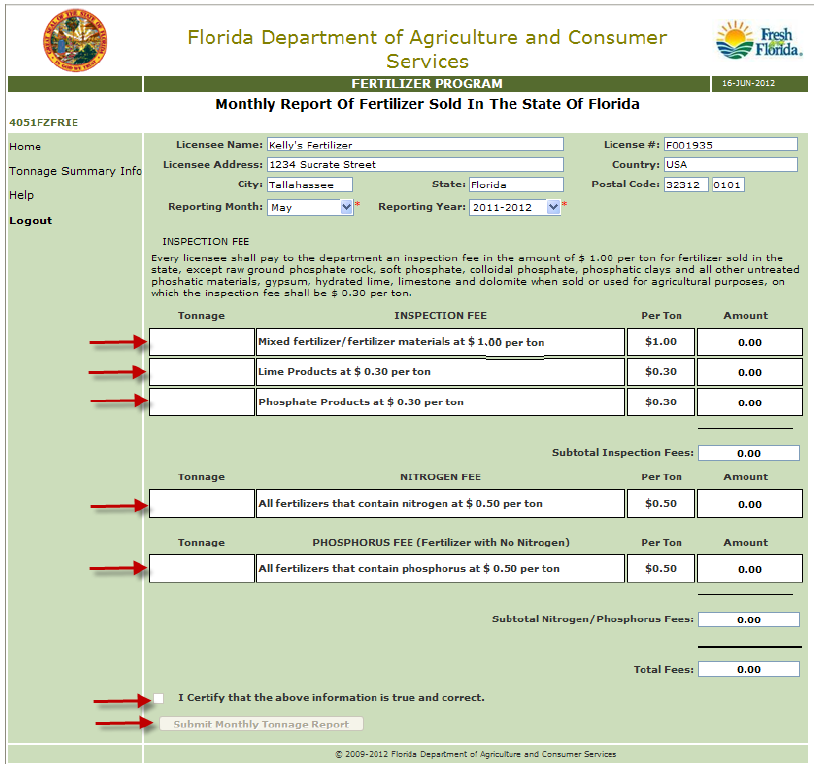 Florida Department of Agriculture and Consumer
Services
Fresh
Florida.
FERTILIZER PROGRAM
16-JUN-2012
Monthly Report Of Fertilizer Sold In The State Of Florida
4051FZFRIE
Home
Tonnage Summary Info
Help
Logout
Licensee Name: Kelly's Fertilizer License #: F001935
Licensee Address: 1234 Sucrate Street Country: USA
City: Tallahassee State: Florida Postal Code: 32312 0101
Reporting Month: May * Reporting Year: 2011-2012 *
INSPECTION FEE
Every licensee shall pay to the department an inspection fee in the amount of $ 1.00 per ton for fertilizer sold in the
state, except raw ground phosphate rock, soft phosphate, colloidal phosphate, phosphatic clays and all other untreated
phoshatic materials, gypsum, hydrated lime, limestone and dolomite when sold or used for agricultural purposes, on
which the inspection fee shall be $ 0.30 per ton.
Tonnage INSPECTION FEE Per Ton Amount
Mixed fertilizer/fertilizer materials at $ 1.00 per ton $1.00 0.00
Lime Products at $ 0.30 per ton $0.30 0.00
Phosphate Products at $ 0.30 per ton $0.30 0.00
Subtotal Inspection Fees: 0.00
Tonnage NITROGEN FEE Per Ton Amount
All fertilizers that contain nitrogen at $ 0.50 per ton $0.50 0.00
Tonnage PHOSPHORUS FEE (Fertilizer with No Nitrogen) Per Ton Amount
All fertilizers that contain phosphorus at $ 0.50 per ton $0.50 0.00
Subtotal Nitrogen/Phosphorus Fees: 0.00
Total Fees: 0.00
I Certify that the above information is true and correct.
Submit Monthly Tonnage Report
© 2009-2012 Florida Department of Agriculture and Consumer Services